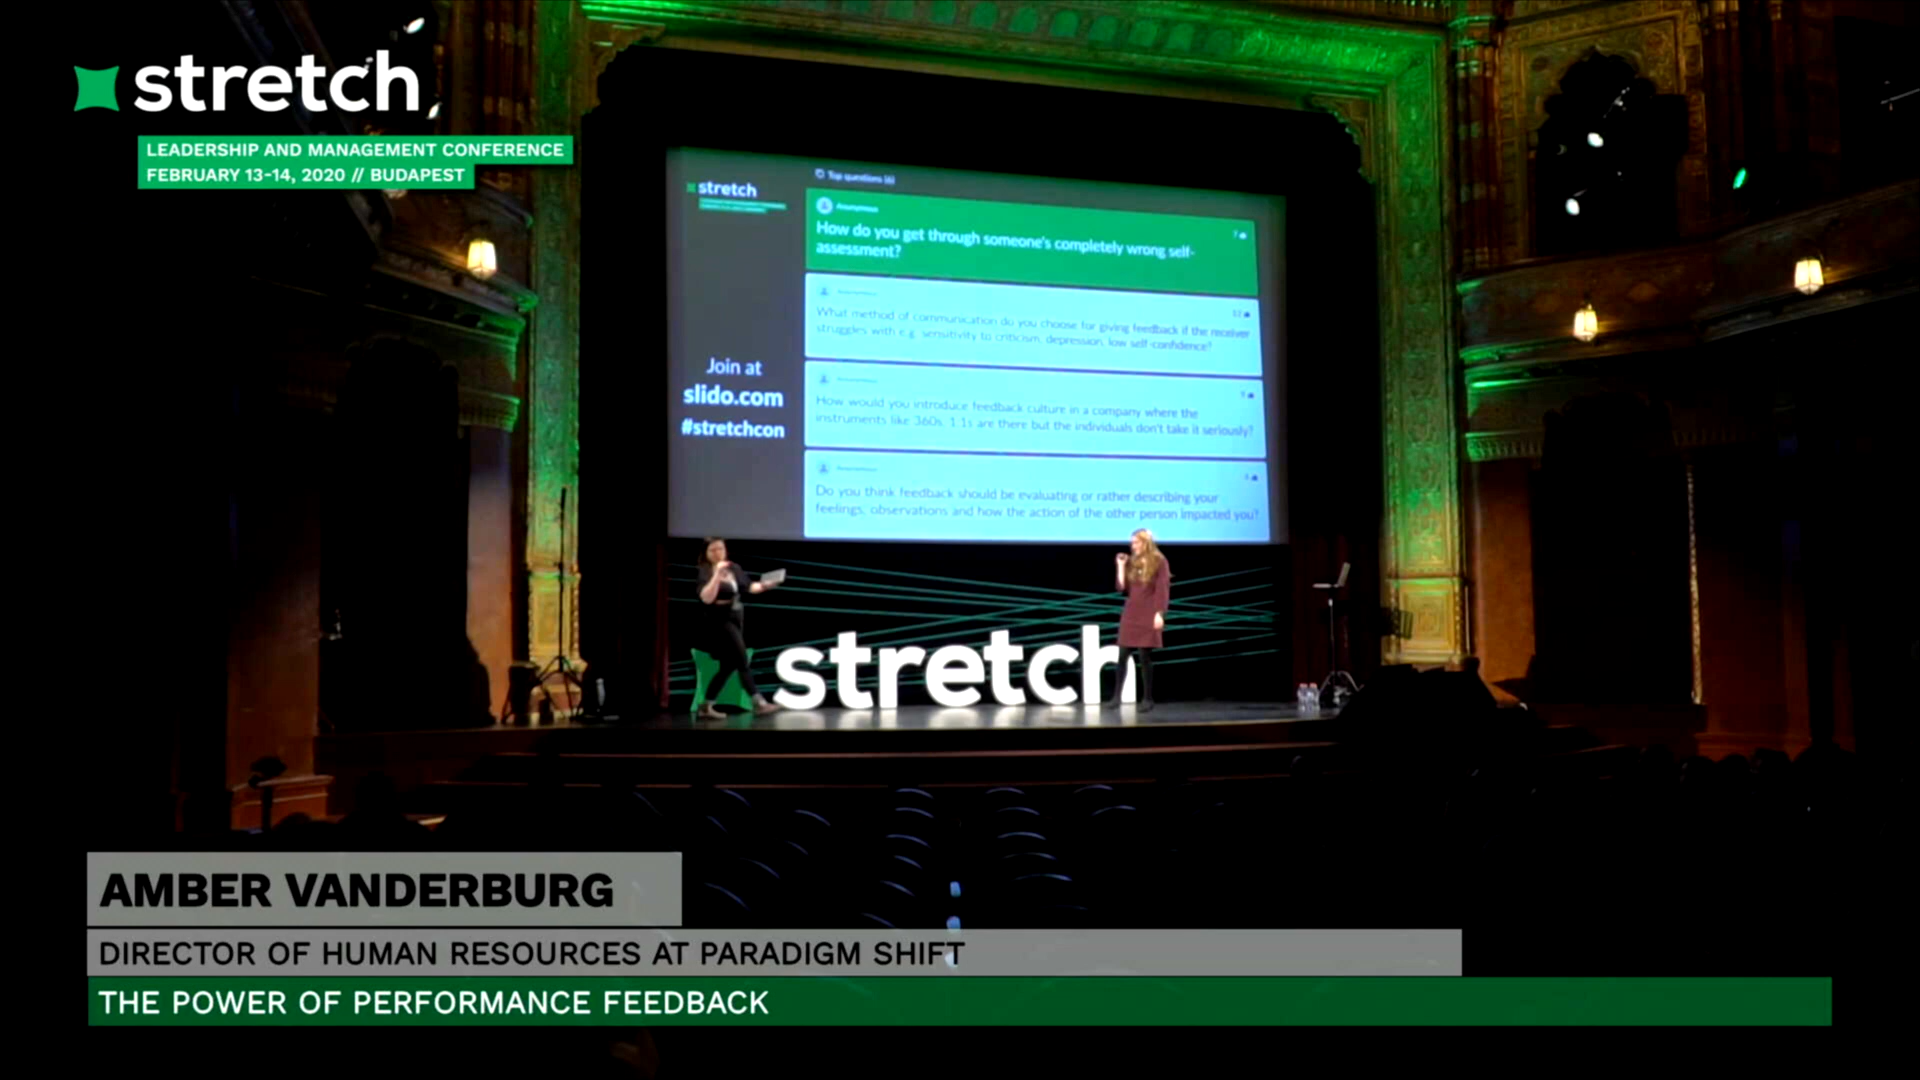 stretch
LEADERSHIP AND MANAGEMENT CONFERENCE
FEBRUARY 13-14, 2020 // BUDAPEST
stretch
Top questions (6)
Anonymous
How do you get through someone's completely wrong self-
assessment?
What method of communication do you choose for giving feedback if the receiver
struggles with e.g. sensitivity to criticism, depression, low self-confidence?
How would you introduce feedback culture in a company where the
instruments like 360s, 1:1s are there but the individuals don't take it seriously?
Do you think feedback should be evaluating or rather describing your
feelings, observations and how the action of the other person impacted you?
Join at
slido.com
#stretchcon
stretch
AMBER VANDERBURG
DIRECTOR OF HUMAN RESOURCES AT PARADIGM SHIFT
THE POWER OF PERFORMANCE FEEDBACK